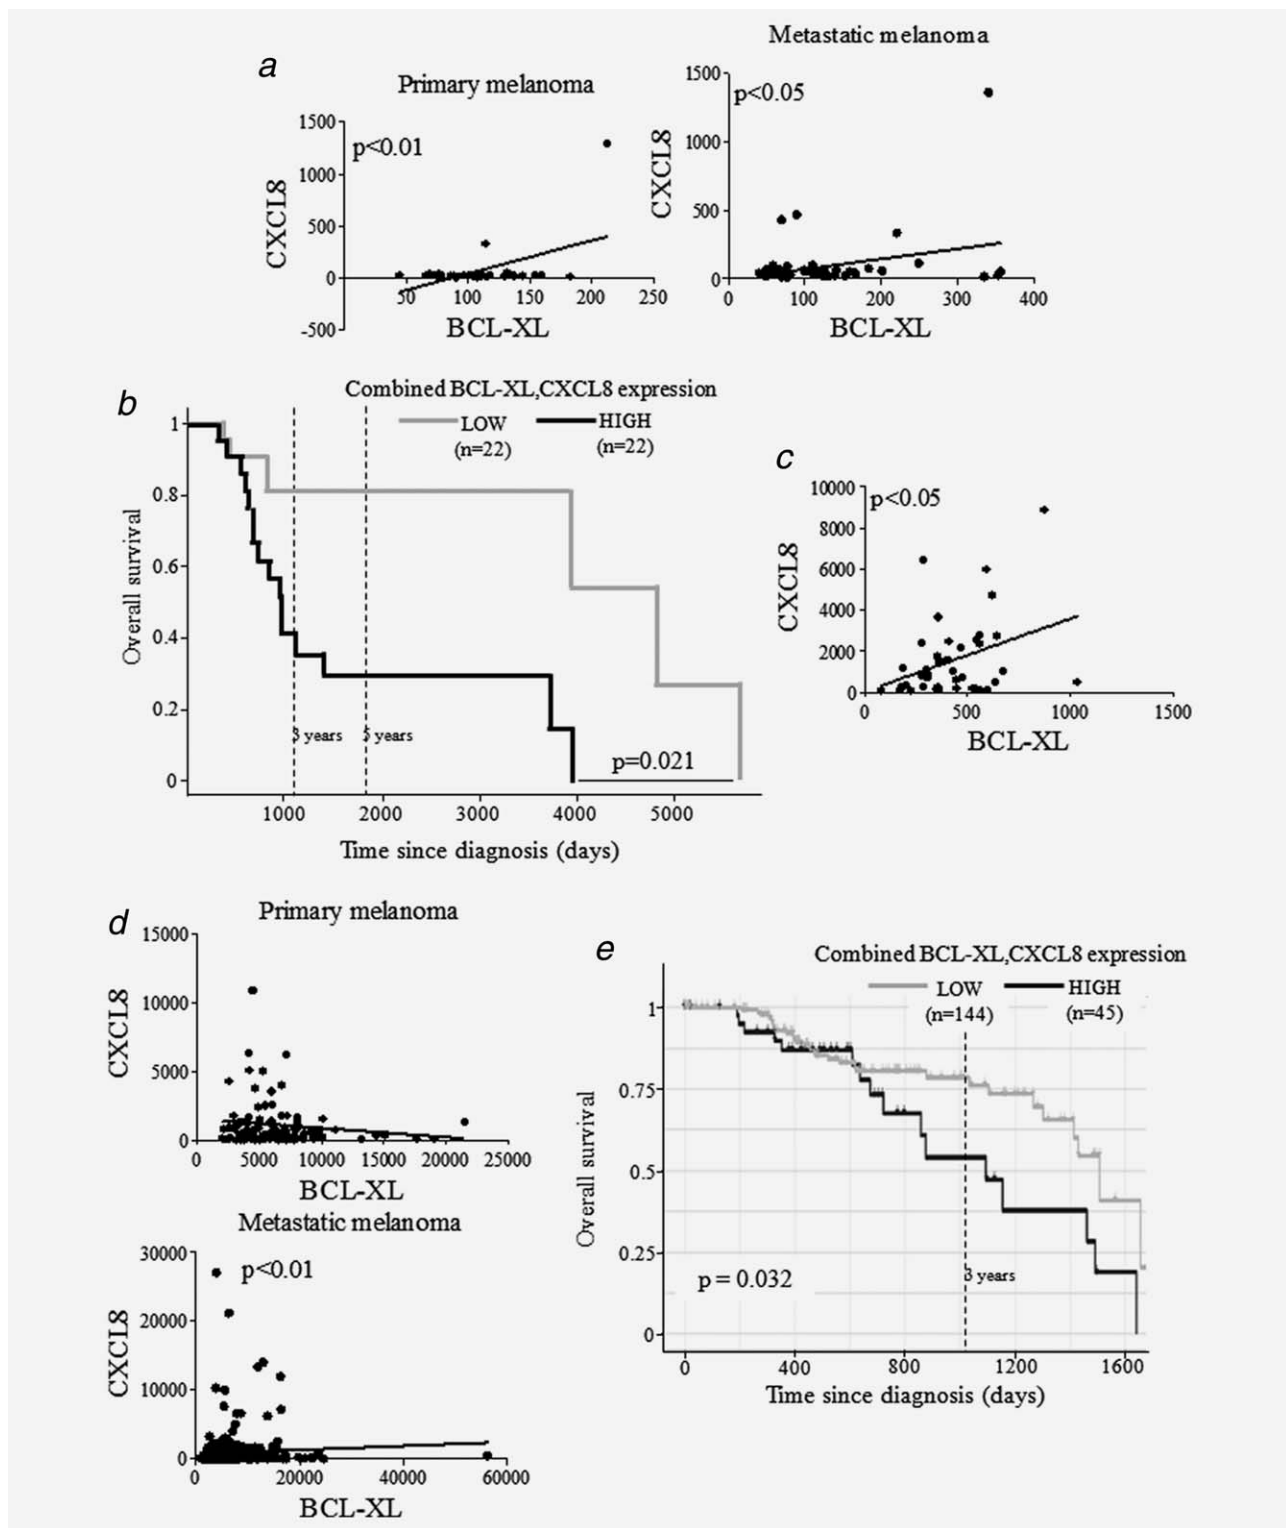 a
Primary melanoma
1500
1000
500
0
-500
p<0.01
CXCL8
50 100 150 200 250
BCL-XL
Metastatic melanoma
1500
1000
500
0
p<0.05
CXCL8
0 100 200 300 400
BCL-XL
b
Combined BCL-XL,CXCL8 expression
LOW HIGH
(n=22) (n=22)
1
0.8
0.6
0.4
0.2
0
Overall survival
3 years 5 years
p=0.021
1000 2000 3000 4000 5000
Time since diagnosis (days)
c
10000
8000
6000
4000
2000
0
p<0.05
CXCL8
0 500 1000 1500
BCL-XL
d
Primary melanoma
15000
10000
5000
0
CXCL8
0 5000 10000 15000 20000 25000
BCL-XL
Metastatic melanoma
30000
20000
10000
0
p<0.01
CXCL8
0 20000 40000 60000
BCL-XL
e
Combined BCL-XL,CXCL8 expression
LOW HIGH
(n=144) (n=45)
1
0.75
0.5
0.25
0
Overall survival
p = 0.032
3 years
0 400 800 1200 1600
Time since diagnosis (days)